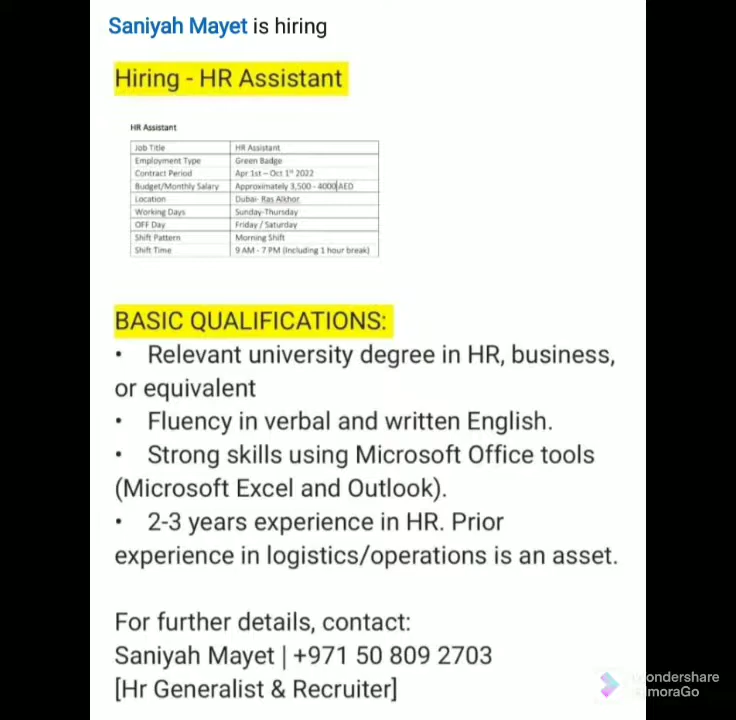 Saniyah Mayet is hiring
Hiring - HR Assistant
HR Assistant
Job Title HR Assistant
Employment Type Green Badge
Contract Period Apr 1st – Oct 1st 2022
Budget/Monthly Salary Approximately 3,500 - 4000 AED
Location Dubai- Ras Alkhor
Working Days Sunday-Thursday
OFF Day Friday / Saturday
Shift Pattern Morning Shift
Shift Time 9 AM - 7 PM (Including 1 hour break)
BASIC QUALIFICATIONS:
• Relevant university degree in HR, business,
or equivalent
• Fluency in verbal and written English.
• Strong skills using Microsoft Office tools
(Microsoft Excel and Outlook).
• 2-3 years experience in HR. Prior
experience in logistics/operations is an asset.
For further details, contact:
Saniyah Mayet | +971 50 809 2703
[Hr Generalist & Recruiter]
ondershare
moraGo